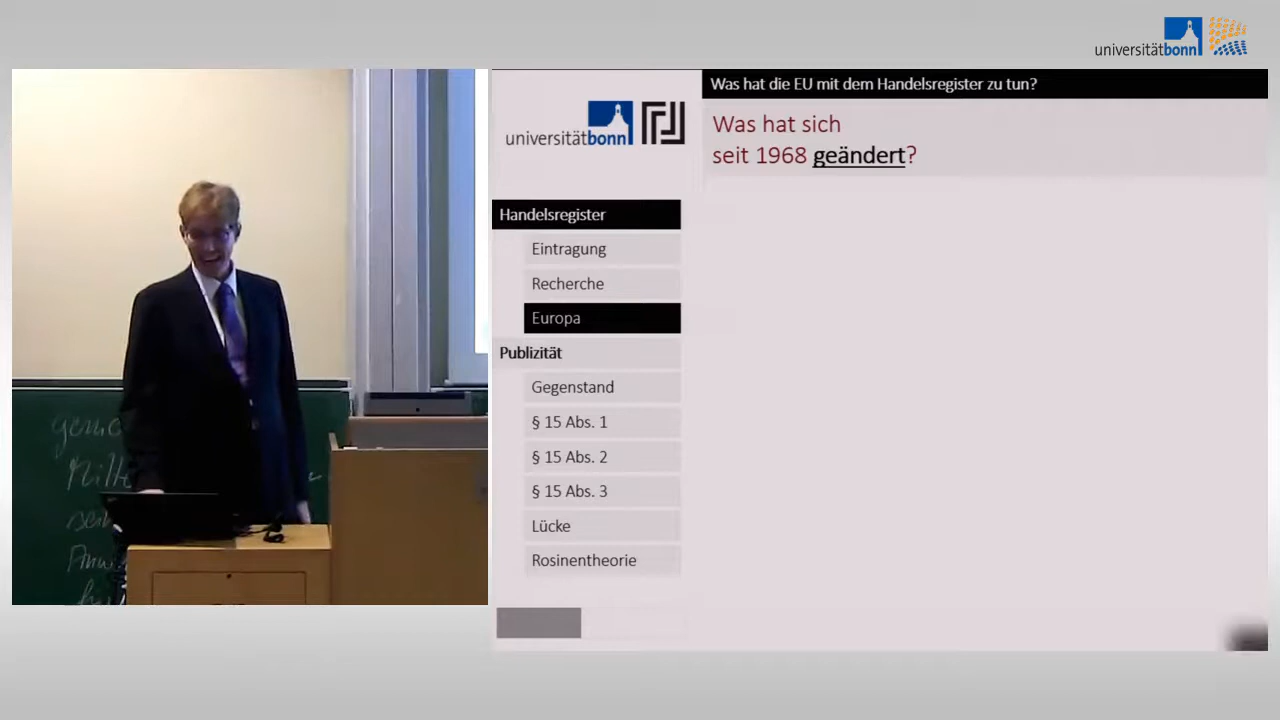 universitätbonn
Was hat die EU mit dem Handelsregister zu tun?
universitätbonn
Was hat sich
seit 1968 geändert?
Handelsregister
Eintragung
Recherche
Europa
Publizität
Gegenstand
§ 15 Abs. 1
§ 15 Abs. 2
§ 15 Abs. 3
Lücke
Rosinentheorie